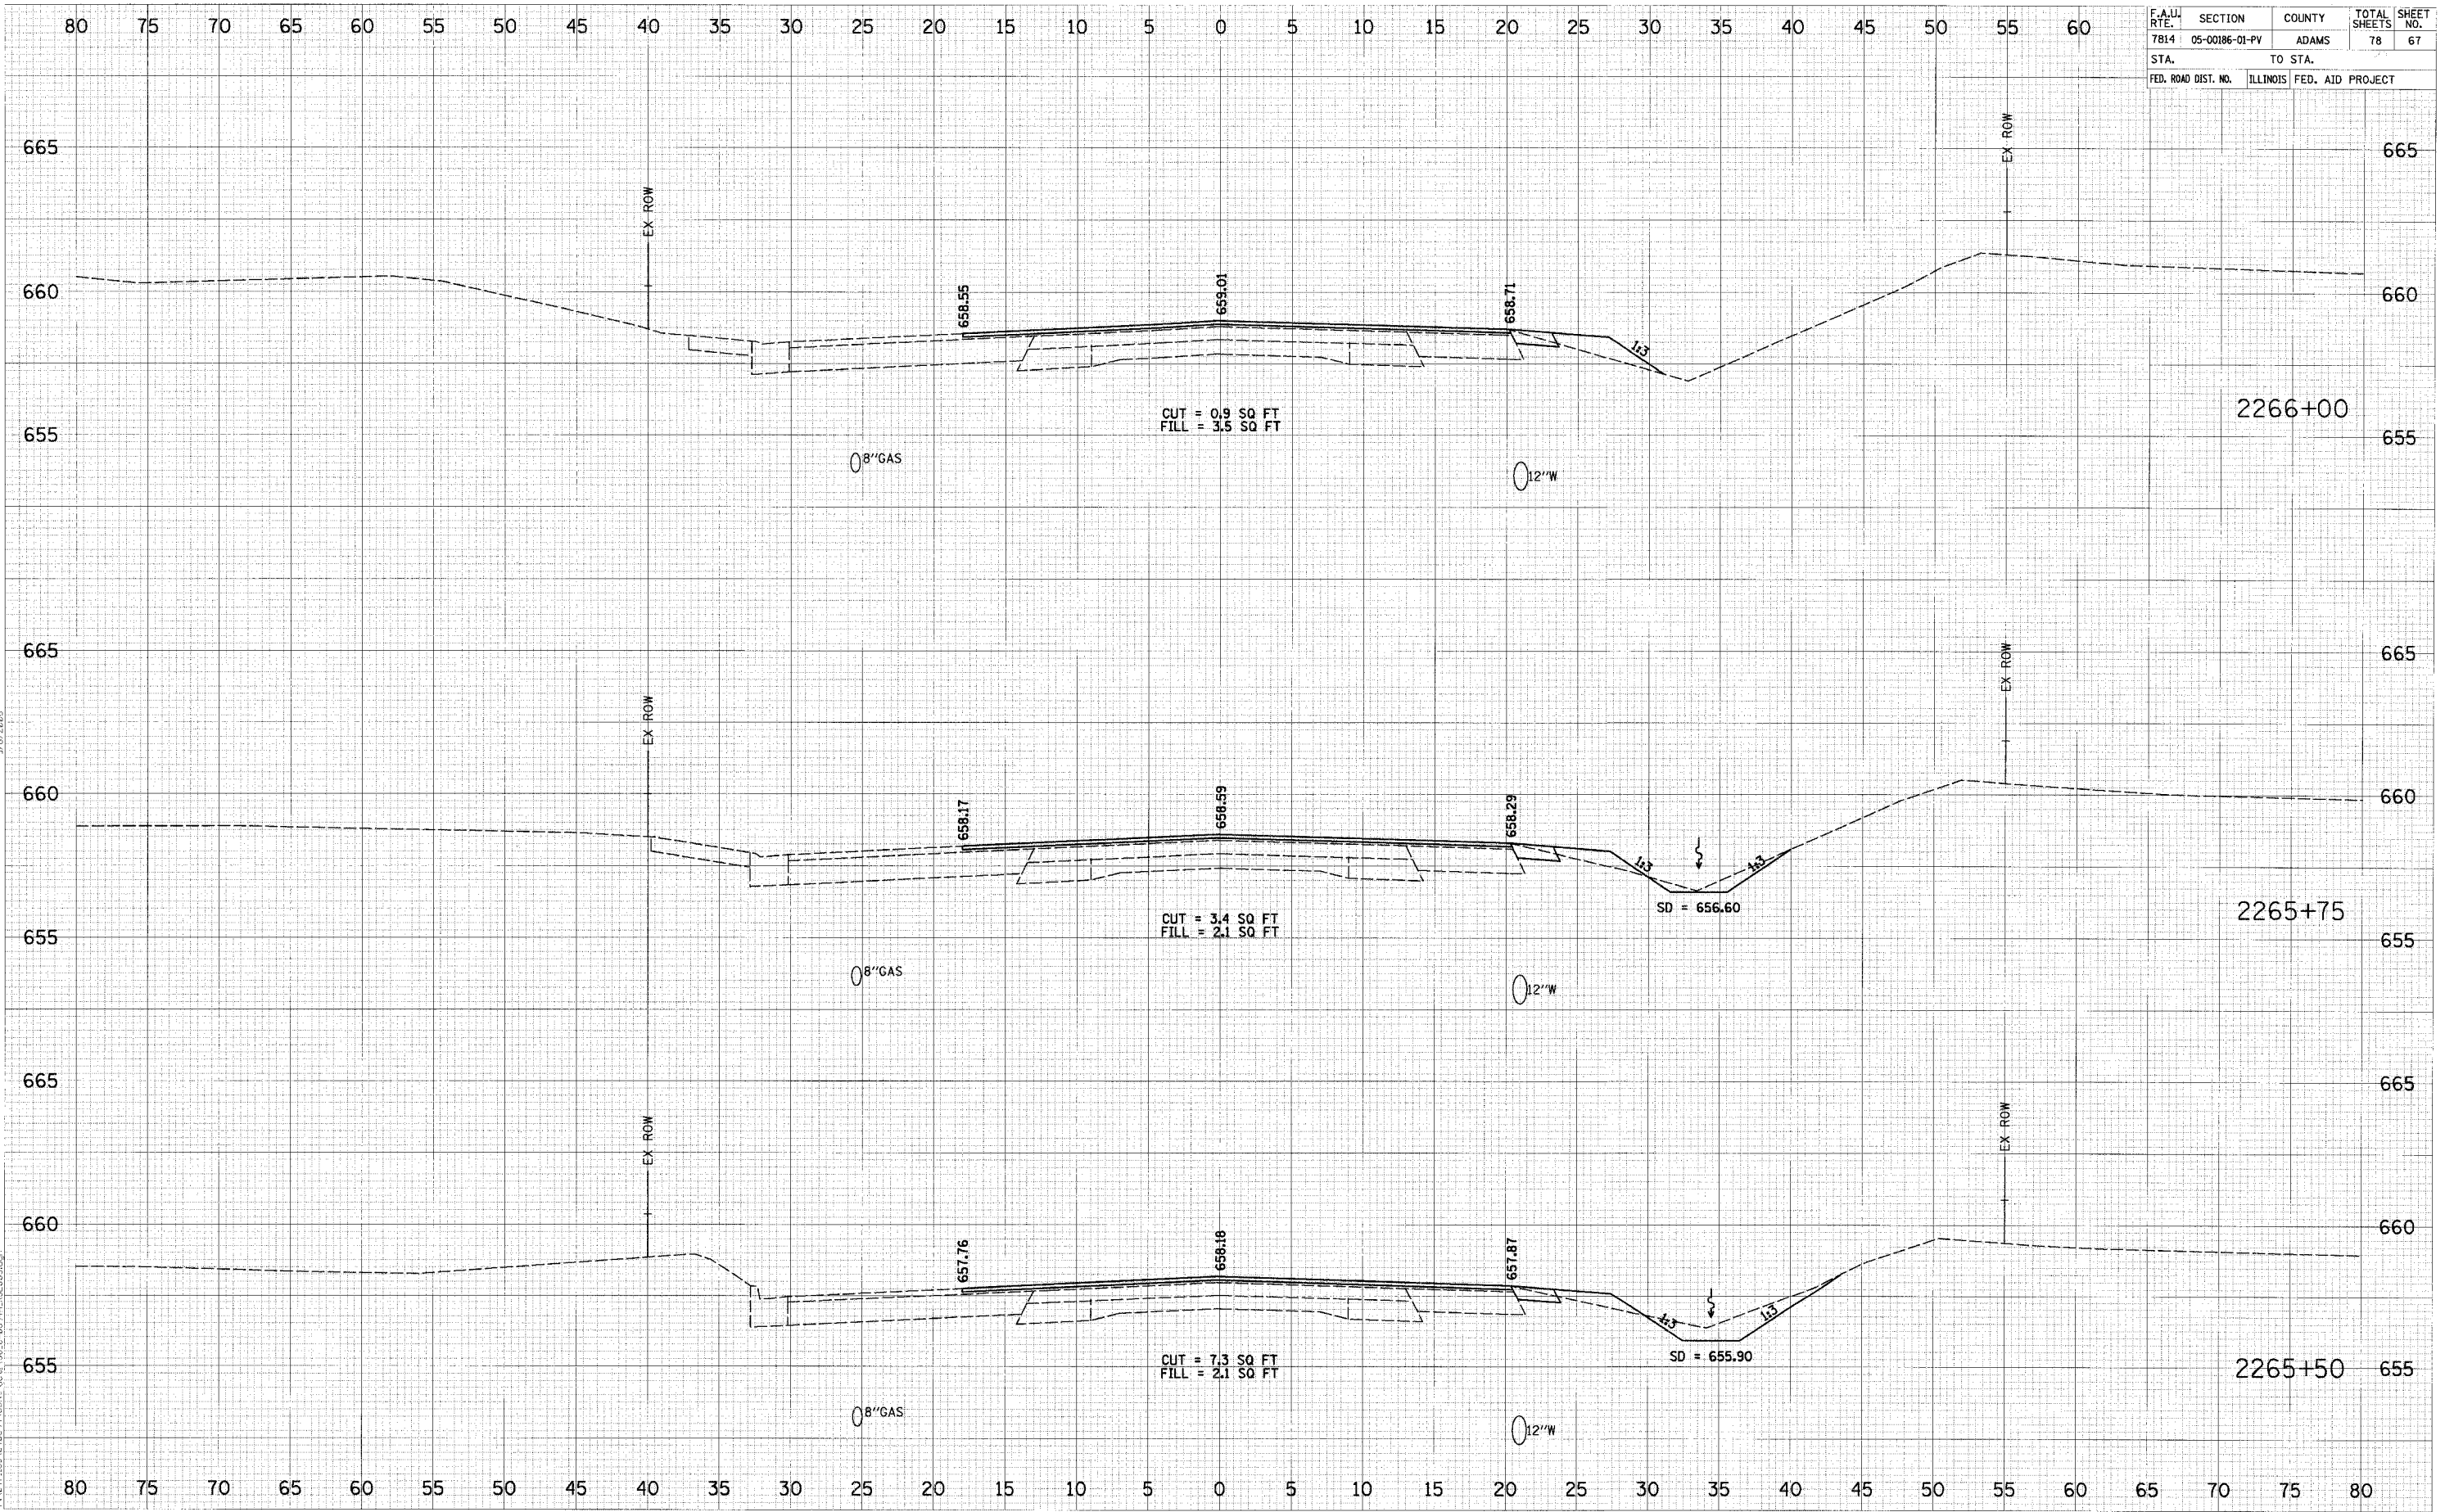 80 75 70 65 60 55 50 45 40 35 30 25 20 15 10 5 0 5 10 15 20 25 30 35 40 45 50 55 60
F.A.U. RTE. SECTION COUNTY TOTAL SHEETS SHEET NO.
7814 05-00186-01-PV ADAMS 78 67
STA. TO STA.
FED. ROAD DIST. NO. ILLINOIS FED. AID PROJECT
EX ROW
665 665
EX ROW
660 658.55 659.01 658.71 660
1:3
CUT = 0.9 SQ FT
FILL = 3.5 SQ FT
2266+00
655 655
8"GAS
12"W
665 665
EX ROW
EX ROW
660 658.17 658.59 658.29 660
1:3 1:3
SD = 656.60
CUT = 3.4 SQ FT
FILL = 2.1 SQ FT
2265+75
655 655
8"GAS
12"W
665 665
EX ROW
EX ROW
660 660
657.76 658.18 657.87
1:3 1:3
SD = 655.90
CUT = 7.3 SQ FT
FILL = 2.1 SQ FT
655 2265+50 655
8"GAS
12"W
80 75 70 65 60 55 50 45 40 35 30 25 20 15 10 5 0 5 10 15 20 25 30 35 40 45 50 55 60 65 70 75 80